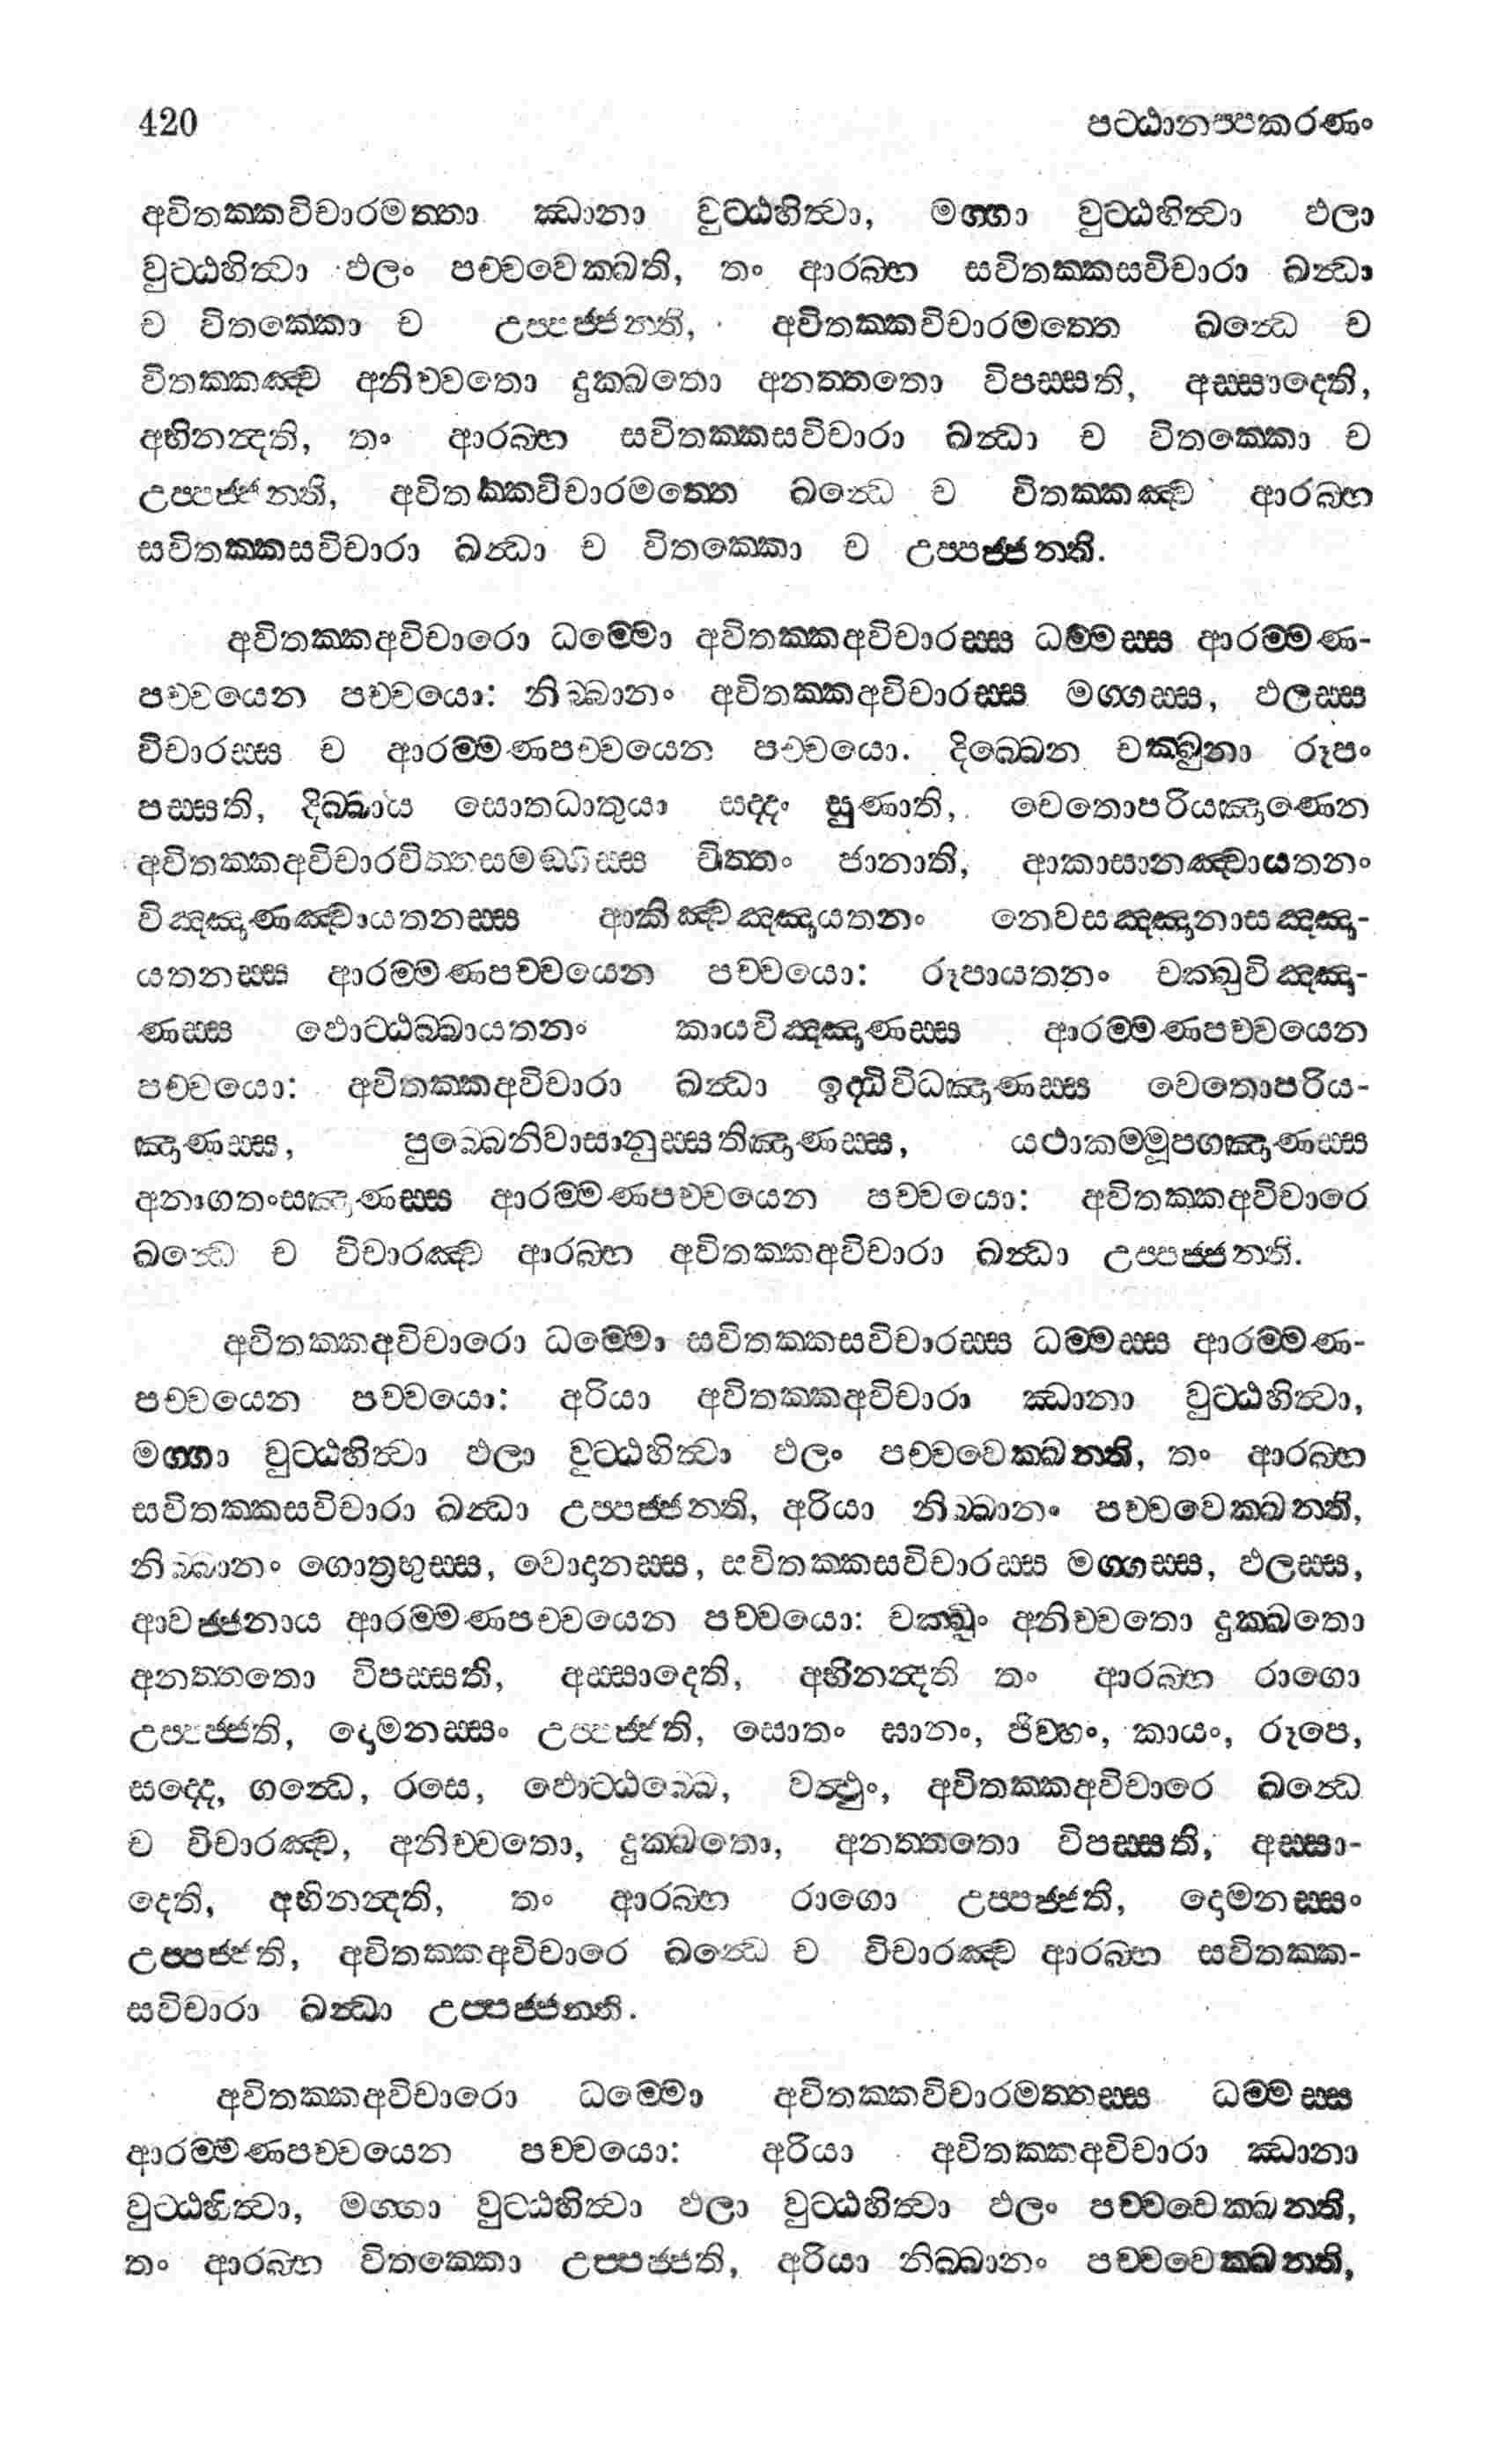 420 පට්ඨානප්පකරණං
අවිතක්කවිචාරමත්තා ඣානා වුට්ඨහිත්වා, මග්ගා වුට්ඨහිත්වා ඵලා
වුට්ඨහිත්වා ඵලං පච්චවෙක්ඛති, තං ආරබ්භ සවිතක්කසවිචාරා ඛන්ධා
ච විතක්කො ච උප්පජ්ජන්ති, අවිතක්කවිචාරමත්තෙ ඛන්ධෙ ච
විතක්කඤ්ච අනිච්චතො දුක්ඛතො අනත්තතො විපස්සති, අස්සාදෙති,
අභිනන්දති, තං ආරබ්භ සවිතක්කසවිචාරා ඛන්ධා ච විතක්කො ච
උප්පජ්ජන්ති, අවිතක්කවිචාරමත්තෙ ඛන්ධෙ ච විතක්කඤ්ච ආරබ්භ
සවිතක්කසවිචාරා ඛන්ධා ච විතක්කො ච උප්පජ්ජන්ති.
අවිතක්කඅවිචාරො ධම්මො අවිතක්කඅවිචාරස්ස ධම්මස්ස ආරම්මණ-
පච්චයෙන පච්චයො: නිබ්බානං අවිතක්කඅවිචාරස්ස මග්ගස්ස, ඵලස්ස
විචාරස්ස ච ආරම්මණපච්චයෙන පච්චයො. දිබ්බෙන චක්ඛුනා රූපං
පස්සති, දිබ්බාය සොතධාතුයා සද්දං සුණාති, චෙතොපරියඤාණෙන
අවිතක්කඅවිචාරචිත්තසමඞ්ගිස්ස චිත්තං ජානාති, ආකාසානඤ්චායතනං
විඤ්ඤාණඤ්චායතනස්ස ආකිඤ්චඤ්ඤායතනං නෙවසඤ්ඤානාසඤ්ඤා-
යතනස්ස ආරම්මණපච්චයෙන පච්චයො: රූපායතනං චක්ඛුවිඤ්ඤා-
ණස්ස ඵොට්ඨබ්බායතනං කායවිඤ්ඤාණස්ස ආරම්මණපච්චයෙන
පච්චයො: අවිතක්කඅවිචාරා ඛන්ධා ඉද්ධිවිධඤාණස්ස චෙතොපරිය-
ඤාණස්ස, පුබ්බෙනිවාසානුස්සතිඤාණස්ස, යථාකම්මූපගඤාණස්ස
අනාගතංසඤාණස්ස ආරම්මණපච්චයෙන පච්චයො: අවිතක්කඅවිචාරෙ
ඛන්ධෙ ච විචාරඤ්ච ආරබ්භ අවිතක්කඅවිචාරා ඛන්ධා උප්පජ්ජන්ති.
අවිතක්කඅවිචාරො ධම්මො සවිතක්කසවිචාරස්ස ධම්මස්ස ආරම්මණ-
පච්චයෙන පච්චයො: අරියා අවිතක්කඅවිචාරා ඣානා වුට්ඨහිත්වා,
මග්ගා වුට්ඨහිත්වා ඵලා වුට්ඨහිත්වා ඵලං පච්චවෙක්ඛන්ති, තං ආරබ්භ
සවිතක්කසවිචාරා ඛන්ධා උප්පජ්ජන්ති, අරියා නිබ්බානං පච්චවෙක්ඛන්ති,
නිබ්බානං ගොත්‍රභුස්ස, වොදානස්ස, සවිතක්කසවිචාරස්ස මග්ගස්ස, ඵලස්ස,
ආවජ්ජනාය ආරම්මණපච්චයෙන පච්චයො: චක්ඛුං අනිච්චතො දුක්ඛතො
අනත්තතො විපස්සති, අස්සාදෙති, අභිනන්දති තං ආරබ්භ රාගො
උප්පජ්ජති, දොමනස්සං උප්පජ්ජති, සොතං ඝානං, ජිව්හං, කායං, රූපෙ,
සද්දෙ, ගන්ධෙ, රසෙ, ඵොට්ඨබ්බෙ, වත්ථුං, අවිතක්කඅවිචාරෙ ඛන්ධෙ
ච විචාරඤ්ච, අනිච්චතො, දුක්ඛතො, අනත්තතො විපස්සති, අස්සා-
දෙති, අභිනන්දති, තං ආරබ්භ රාගො උප්පජ්ජති, දොමනස්සං
උප්පජ්ජති, අවිතක්කඅවිචාරෙ ඛන්ධෙ ච විචාරඤ්ච ආරබ්භ සවිතක්ක-
සවිචාරා ඛන්ධා උප්පජ්ජන්ති.
අවිතක්කඅවිචාරො ධම්මො අවිතක්කවිචාරමත්තස්ස ධම්මස්ස
ආරම්මණපච්චයෙන පච්චයො: අරියා අවිතක්කඅවිචාරා ඣානා
වුට්ඨහිත්වා, මග්ගා වුට්ඨහිත්වා ඵලා වුට්ඨහිත්වා ඵලං පච්චවෙක්ඛන්ති,
තං ආරබ්භ විතක්කො උප්පජ්ජති, අරියා නිබ්බානං පච්චවෙක්ඛන්ති,